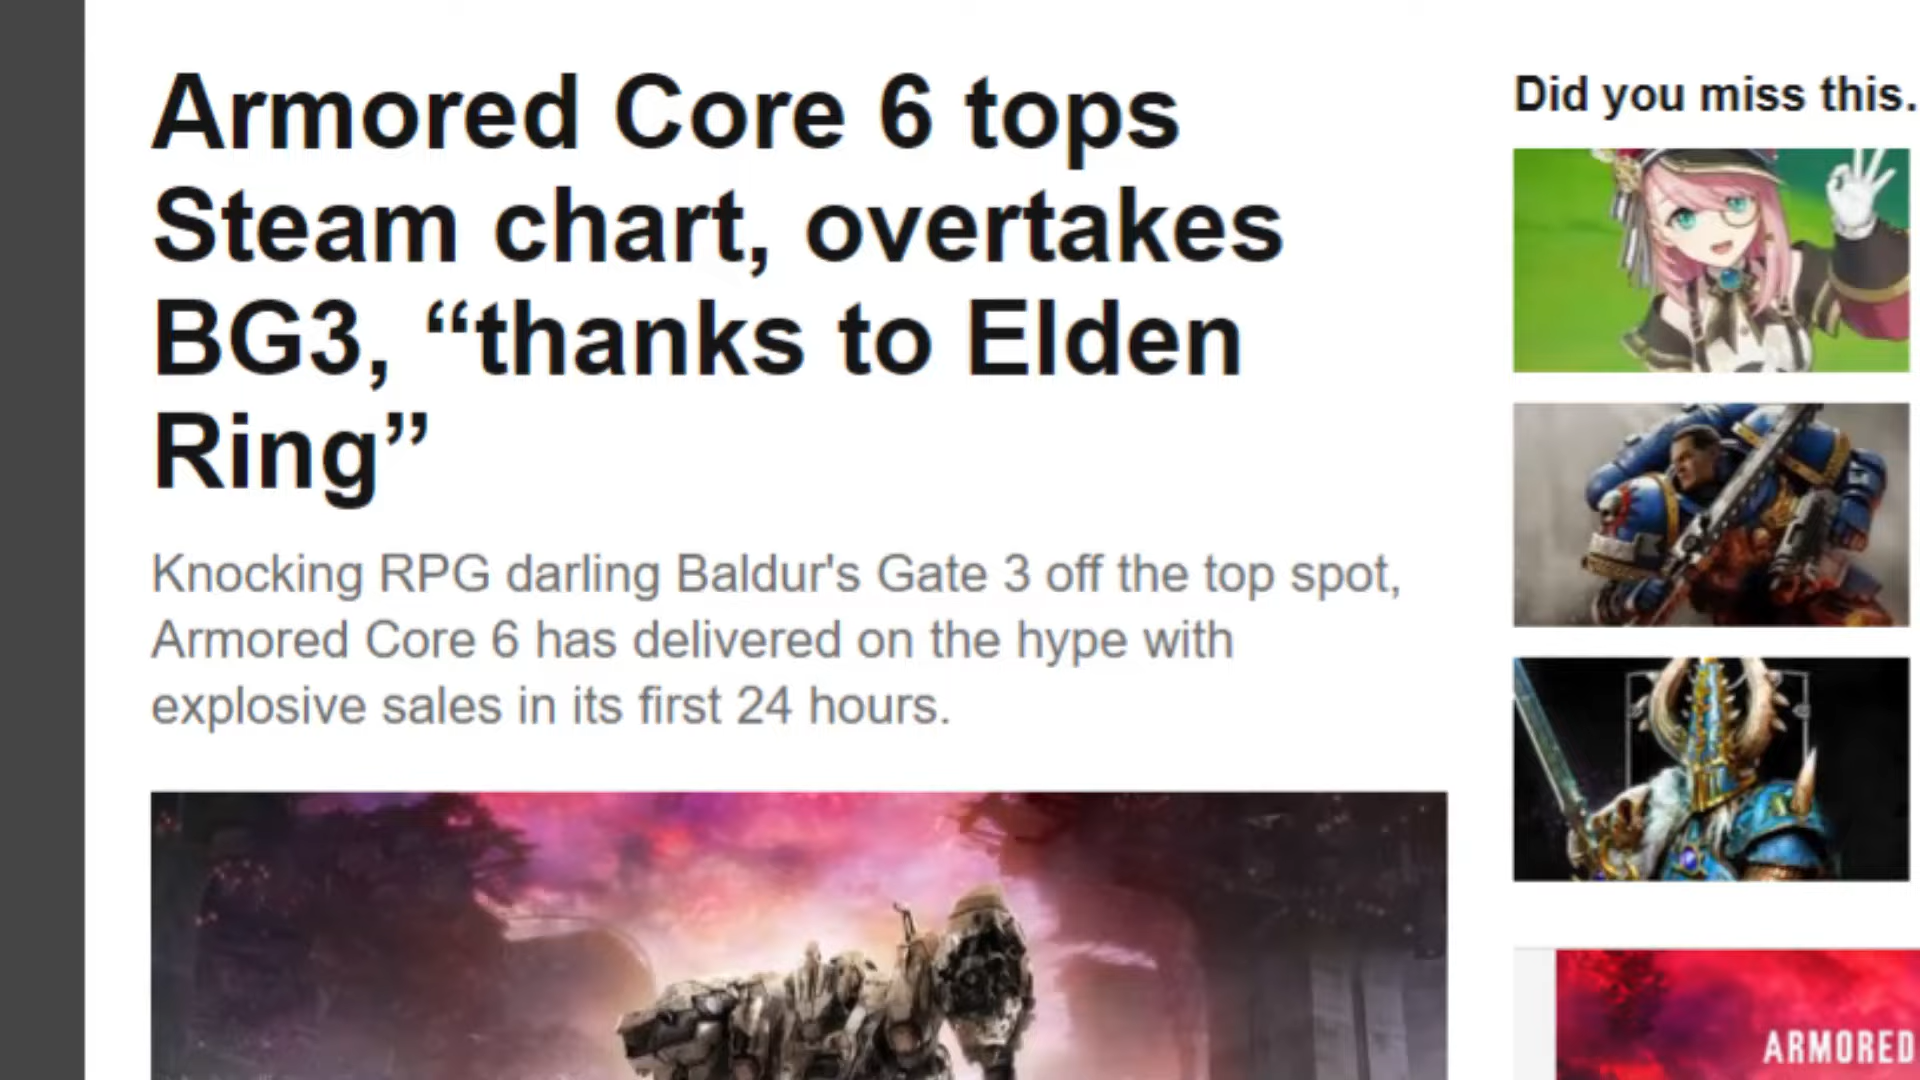 Armored Core 6 tops
Steam chart, overtakes
BG3, “thanks to Elden
Ring”
Knocking RPG darling Baldur's Gate 3 off the top spot,
Armored Core 6 has delivered on the hype with
explosive sales in its first 24 hours.
Did you miss this.
ARMORED